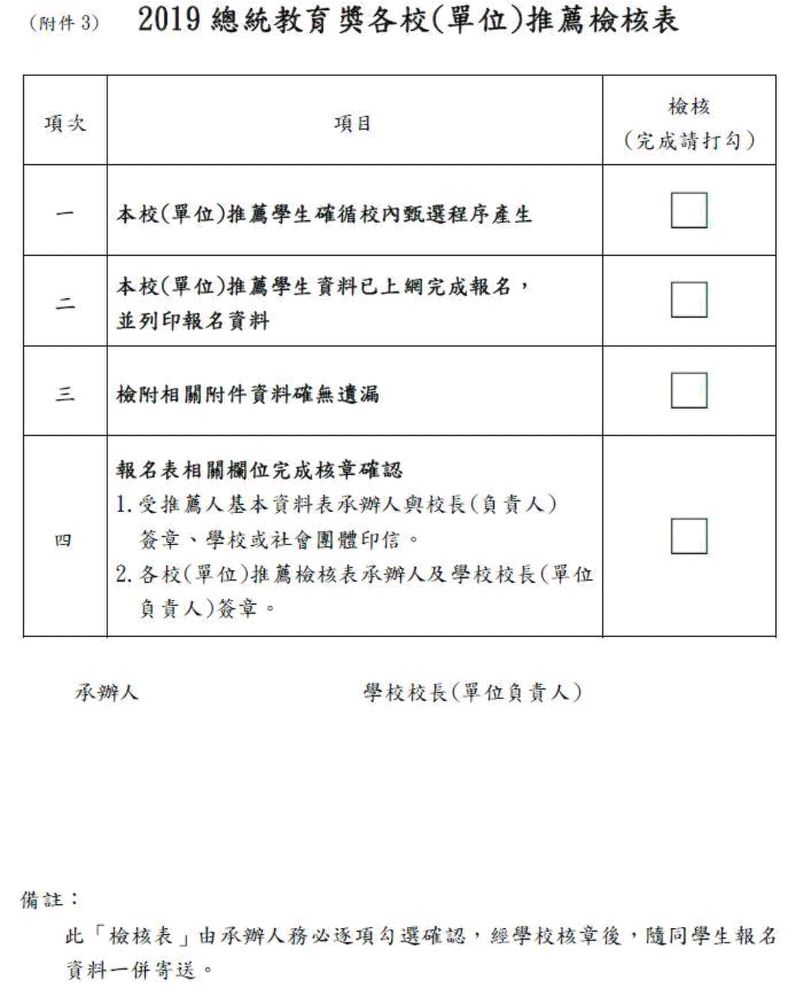 (附件 3) 2019 總統教育獎各校(單位)推薦檢核表
項次 項目 檢核
(完成請打勾)
一 本校(單位)推薦學生確循校內甄選程序產生 □
二 本校(單位)推薦學生資料已上網完成報名，
並列印報名資料 □
三 檢附相關附件資料確無遺漏 □
四 報名表相關欄位完成核章確認
1. 受推薦人基本資料表承辦人與校長(負責人)
簽章、學校或社會團體印信。
2. 各校(單位)推薦檢核表承辦人及學校校長(單位
負責人)簽章。 □
承辦人 學校校長(單位負責人)
備註：
此「檢核表」由承辦人務必逐項勾選確認，經學校核章後，隨同學生報名
資料一併寄送。